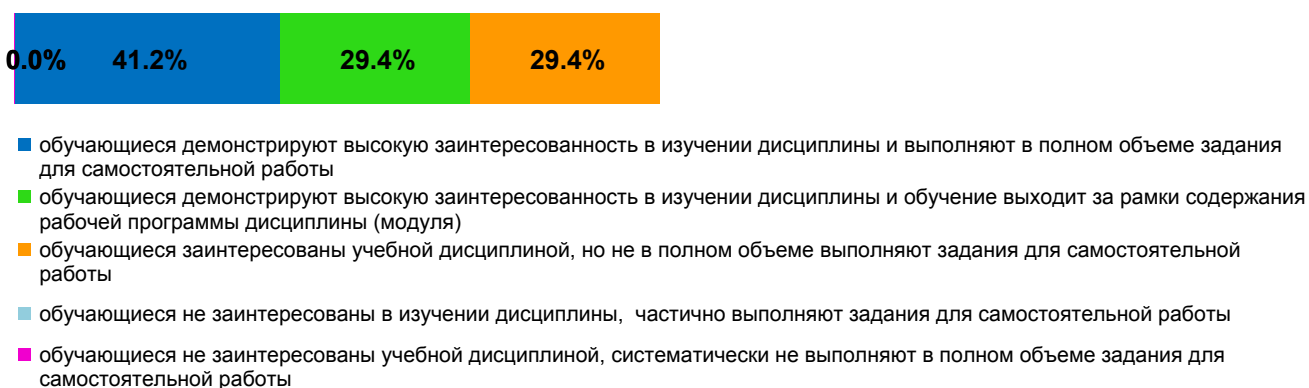 0.0% 41.2% 29.4% 29.4%
обучающиеся демонстрируют высокую заинтересованность в изучении дисциплины и выполняют в полном объеме задания
для самостоятельной работы
обучающиеся демонстрируют высокую заинтересованность в изучении дисциплины и обучение выходит за рамки содержания
рабочей программы дисциплины (модуля)
обучающиеся заинтересованы учебной дисциплиной, но не в полном объеме выполняют задания для самостоятельной
работы
обучающиеся не заинтересованы в изучении дисциплины, частично выполняют задания для самостоятельной работы
обучающиеся не заинтересованы учебной дисциплиной, систематически не выполняют в полном объеме задания для
самостоятельной работы